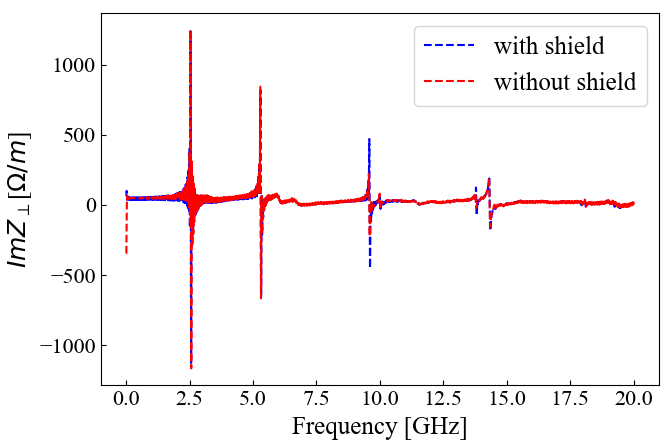 with shield
without shield
1000
500
0
−500
−1000
ImZ⊥ [Ω/m]
0.0 2.5 5.0 7.5 10.0 12.5 15.0 17.5 20.0
Frequency [GHz]